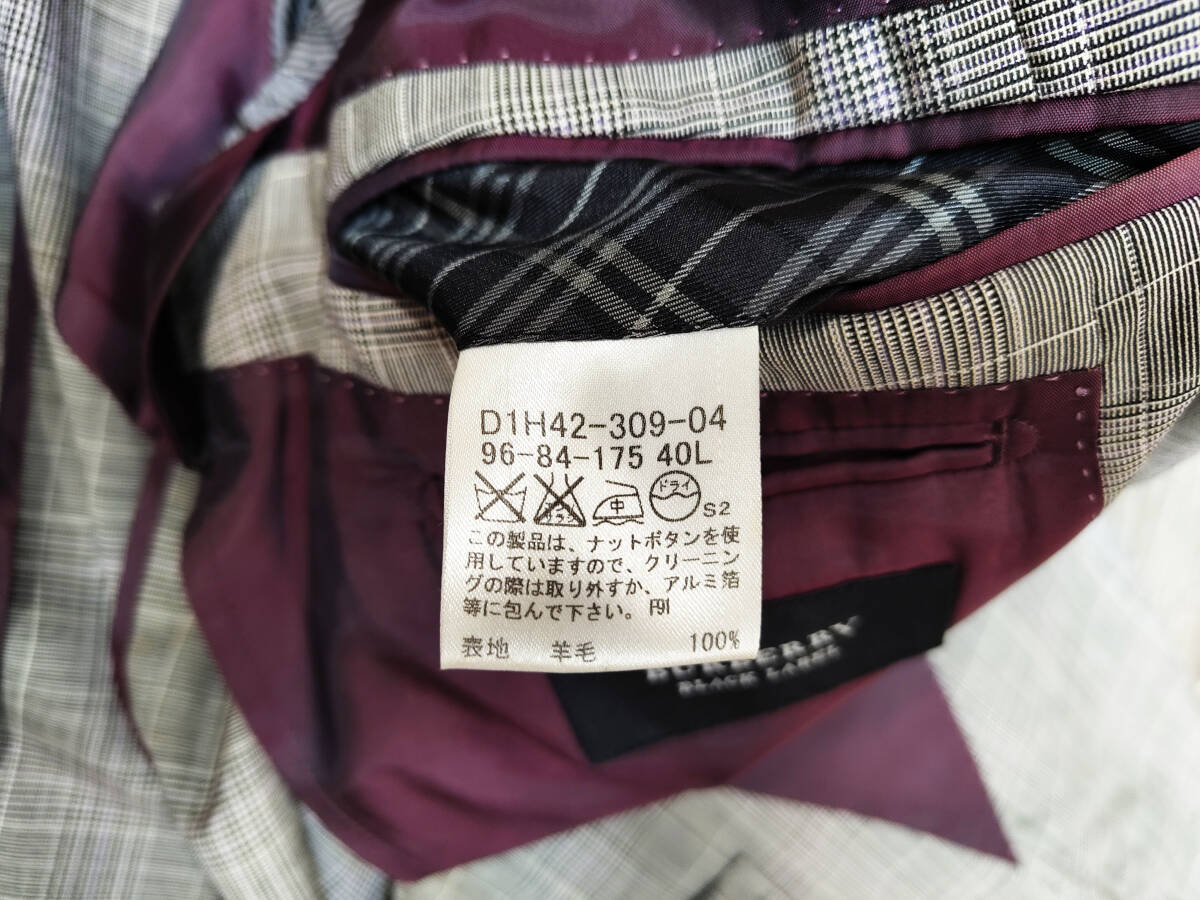 D1H42-309-04
96-84-175 40L
中 ドライ S2
この製品は、ナットボタンを使
用していますので、クリーニン
グの際は取り外すか、アルミ箔
等に包んで下さい。
表地 羊毛 100%
BURBERRY
BLACK LABEL